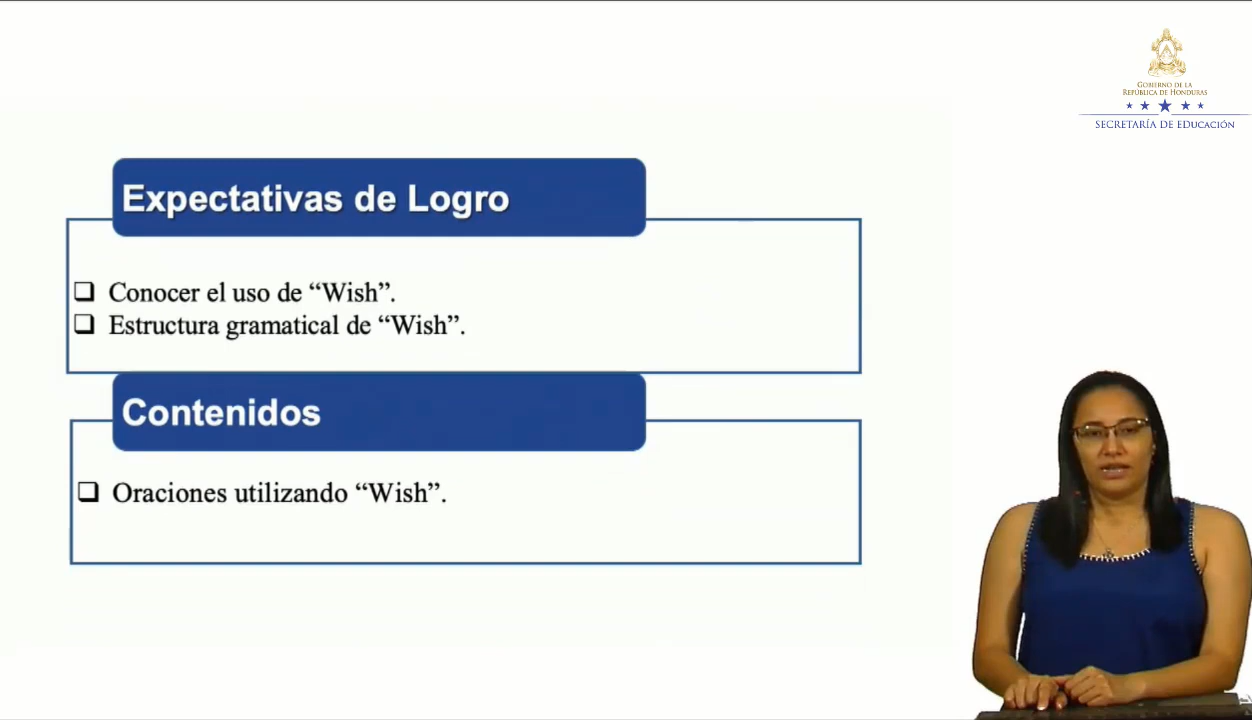 GOBIERNO DE LA
REPÚBLICA DE HONDURAS
SECRETARÍA DE EDUCACIÓN
Expectativas de Logro
❑ Conocer el uso de “Wish”.
❑ Estructura gramatical de “Wish”.
Contenidos
❑ Oraciones utilizando “Wish”.